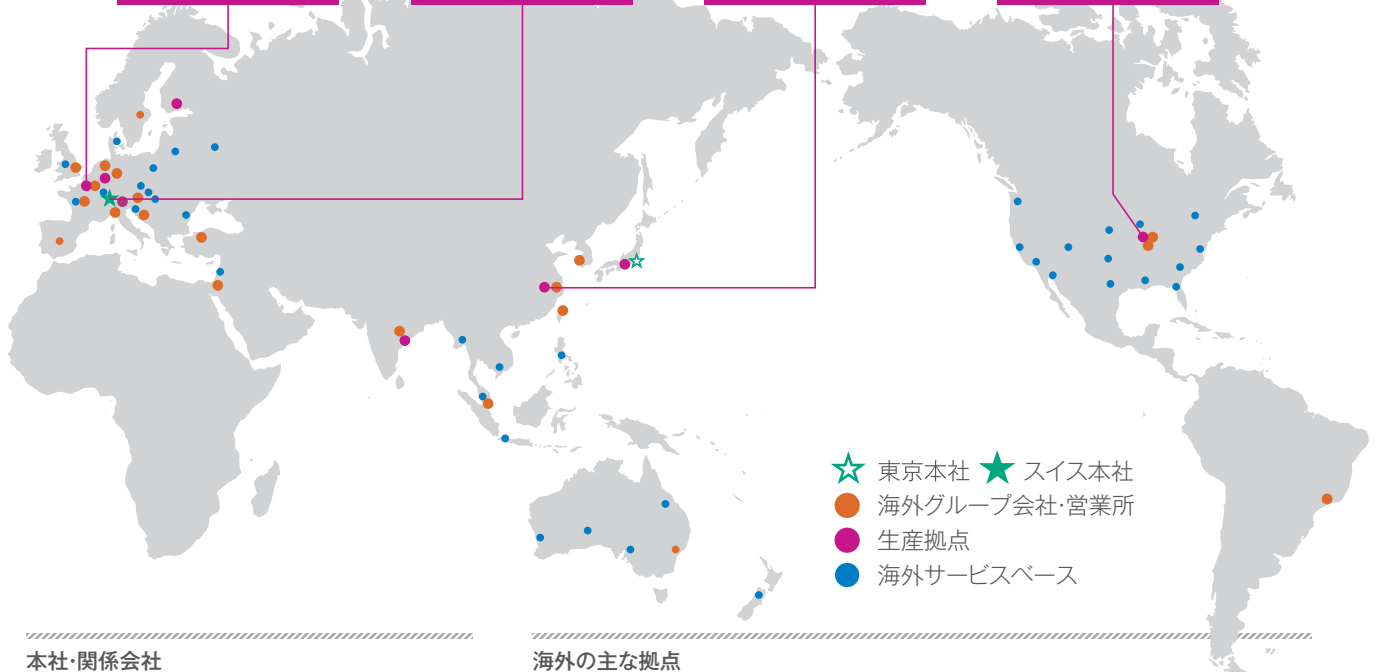 東京本社 スイス本社
海外グループ会社・営業所
生産拠点
海外サービスベース
本社・関係会社
海外の主な拠点